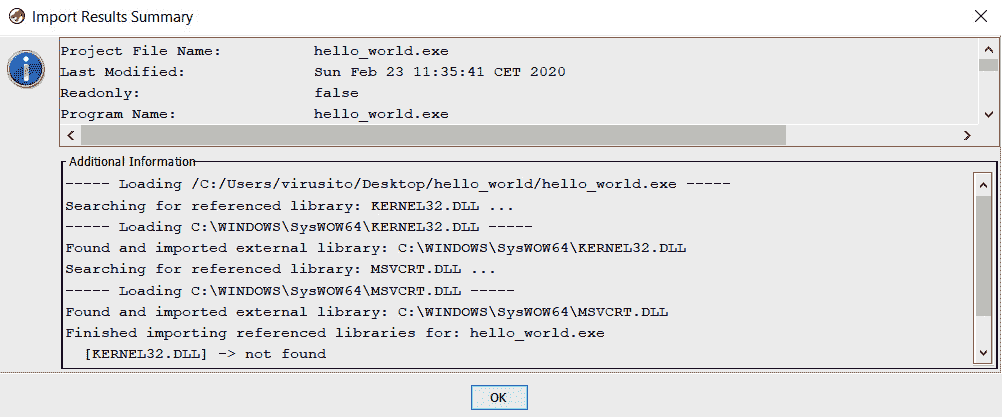 Import Results Summary
Project File Name: hello_world.exe
Last Modified: Sun Feb 23 11:35:41 CET 2020
Readonly: false
Program Name: hello_world.exe
Additional Information
----- Loading /C:/Users/virusito/Desktop/hello_world/hello_world.exe -----
Searching for referenced library: KERNEL32.DLL ...
----- Loading C:\WINDOWS\SysWOW64\KERNEL32.DLL -----
Found and imported external library: C:\WINDOWS\SysWOW64\KERNEL32.DLL
Searching for referenced library: MSVCRT.DLL ...
----- Loading C:\WINDOWS\SysWOW64\MSVCRT.DLL -----
Found and imported external library: C:\WINDOWS\SysWOW64\MSVCRT.DLL
Finished importing referenced libraries for: hello_world.exe
[KERNEL32.DLL] -> not found
OK